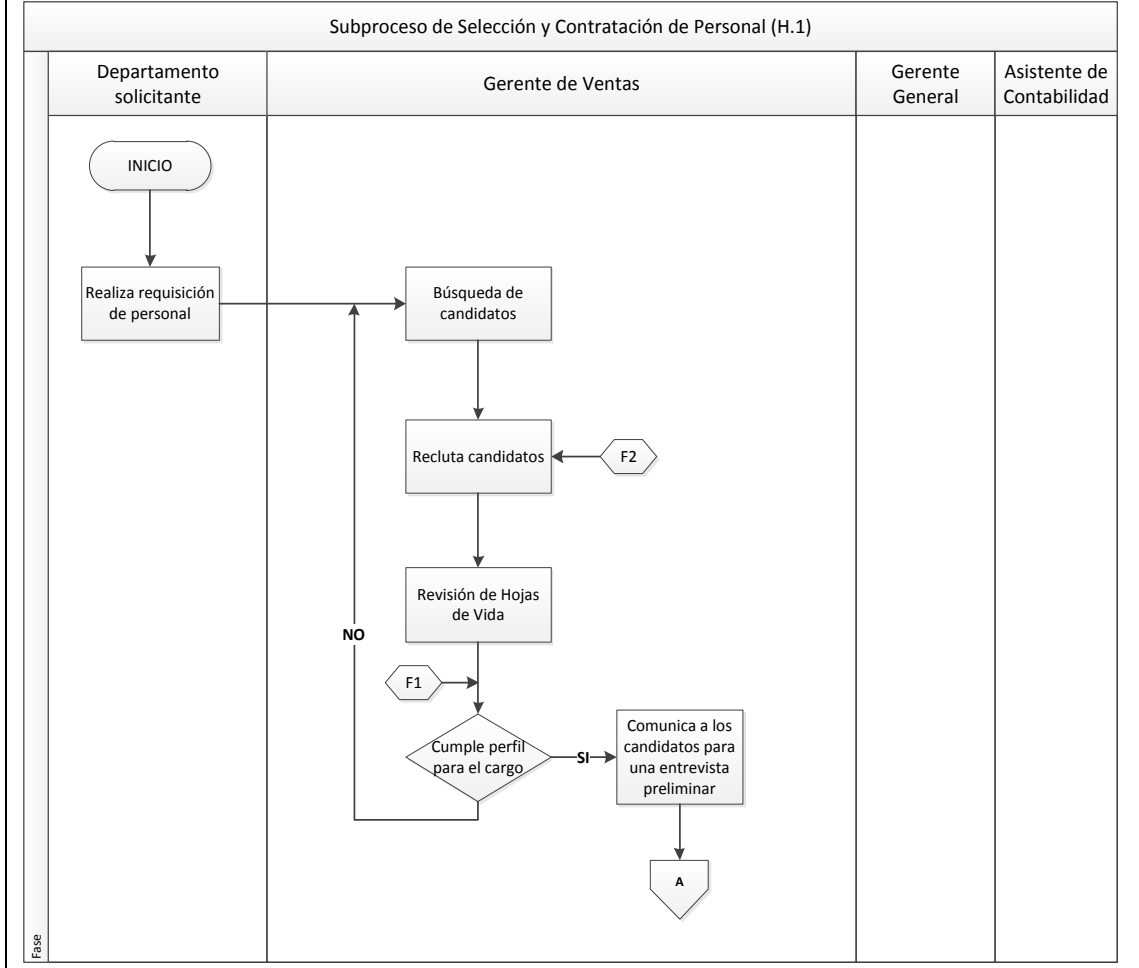 Subproceso de Selección y Contratación de Personal (H.1)
Departamento
solicitante
Gerente de Ventas
Gerente
General
Asistente de
Contabilidad
INICIO
Realiza requisición
de personal
Búsqueda de
candidatos
Recluta candidatos
F2
Revisión de Hojas
de Vida
NO
F1
Cumple perfil
para el cargo
SI
Comunica a los
candidatos para
una entrevista
preliminar
A
Fase